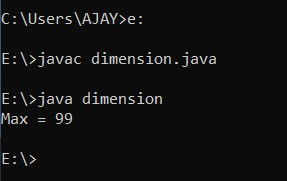 C:\Users\AJAY>e:
E:\>javac dimension.java
E:\>java dimension
Max = 99
E:\>